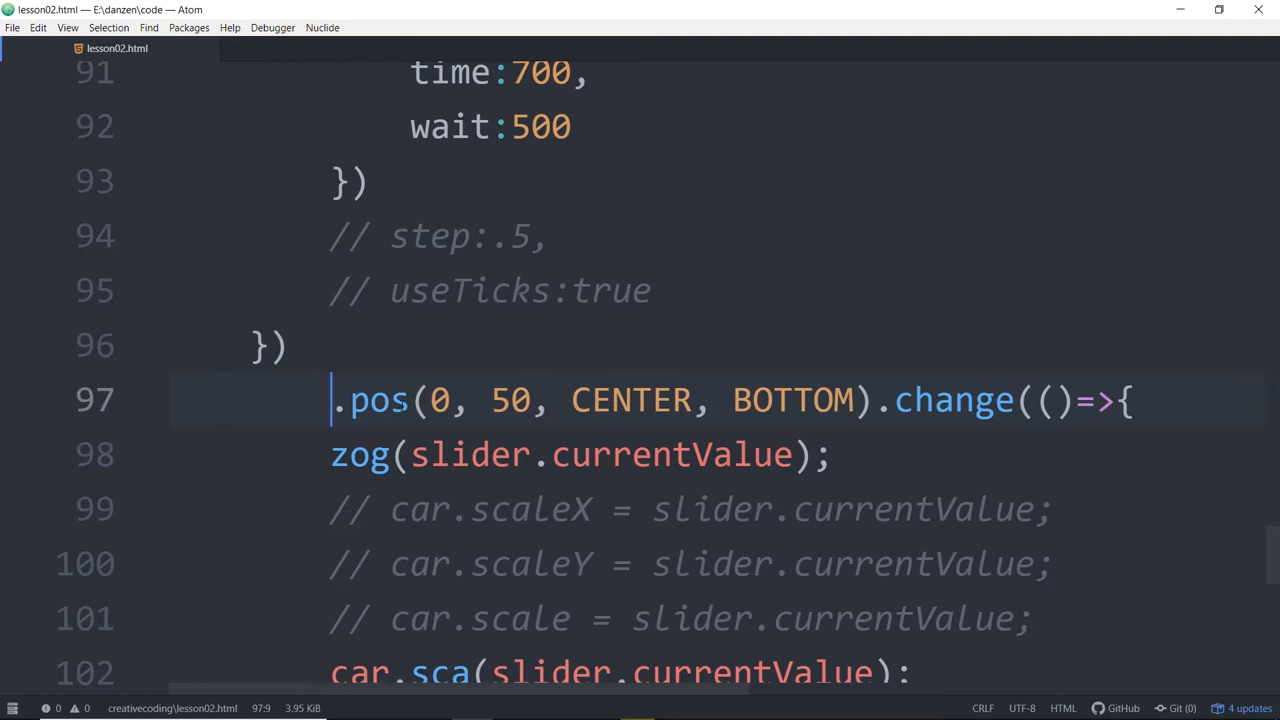 lesson02.html — E:\danzen\code — Atom
File Edit View Selection Find Packages Help Debugger Nuclide
lesson02.html
91 time:700,
92 wait:500
93 })
94 // step:.5,
95 // useTicks:true
96 })
97 .pos(0, 50, CENTER, BOTTOM).change(()=>{
98 zog(slider.currentValue);
99 // car.scaleX = slider.currentValue;
100 // car.scaleY = slider.currentValue;
101 // car.scale = slider.currentValue;
102 car.sca(slider.currentValue);
0 0 creativecoding\lesson02.html 97:9 3.95 KiB CRLF UTF-8 HTML GitHub Git (0) 4 updates